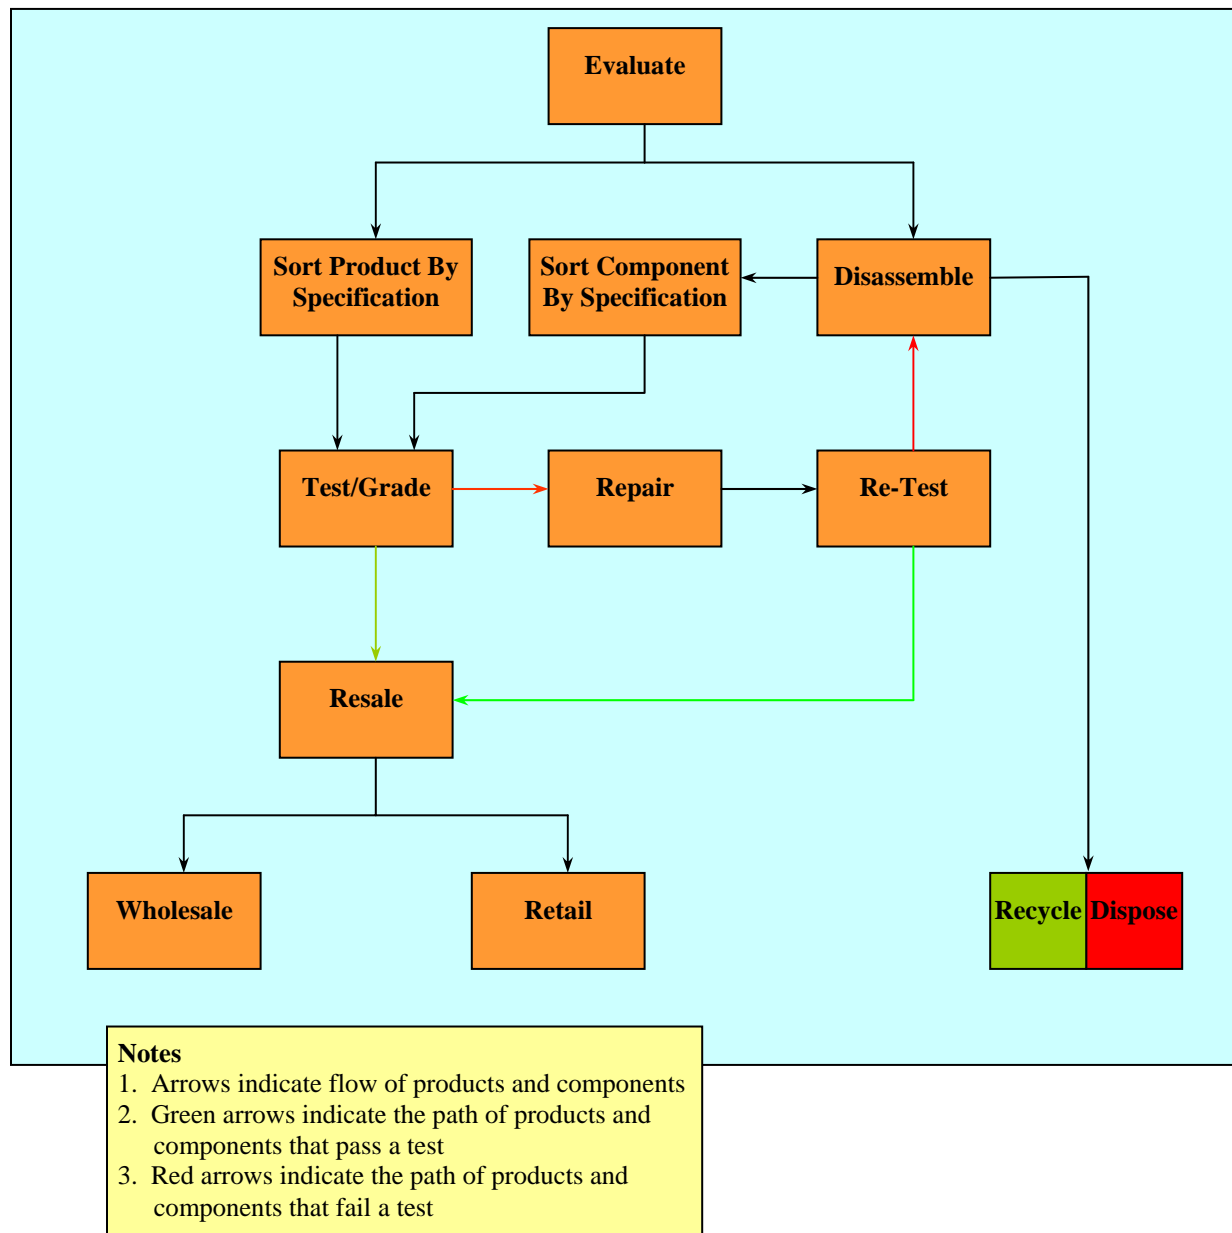 Evaluate
Sort Product By
Specification
Sort Component
By Specification
Disassemble
Test/Grade
Repair
Re-Test
Resale
Wholesale
Retail
Recycle
Dispose
Notes
1. Arrows indicate flow of products and components
2. Green arrows indicate the path of products and
components that pass a test
3. Red arrows indicate the path of products and
components that fail a test